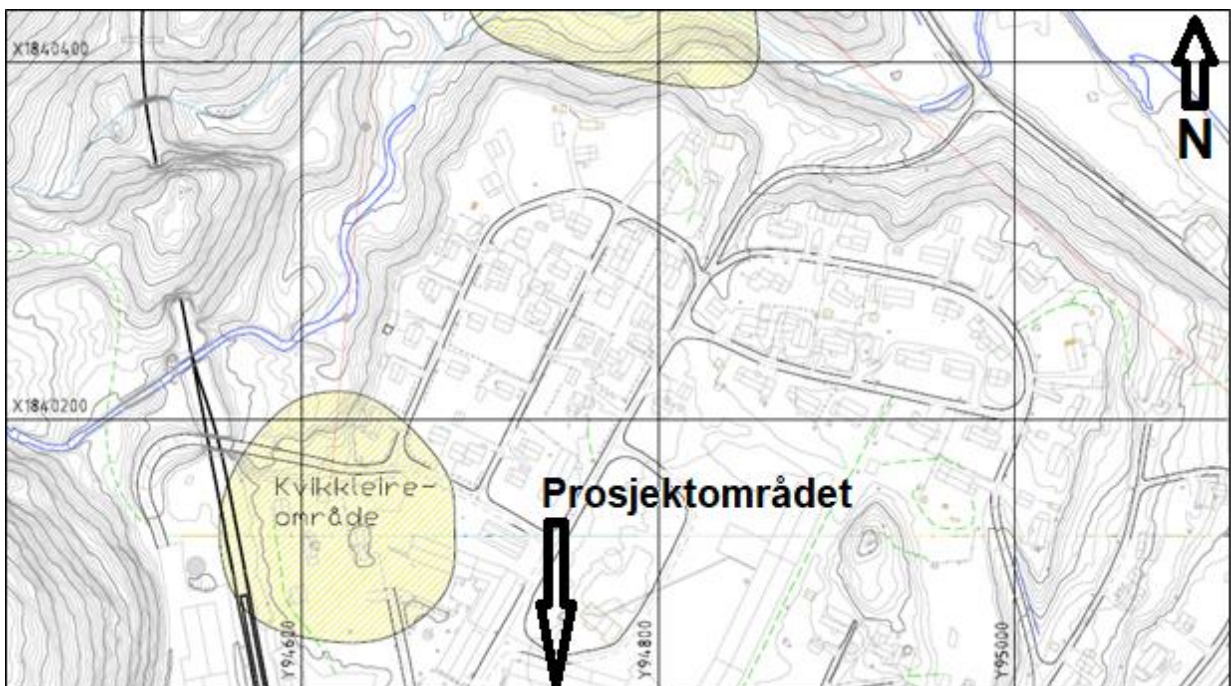 X1840400
N
X1840200
Kvikkleire-
område
Prosjektområdet
Y94600
Y94800
Y95000